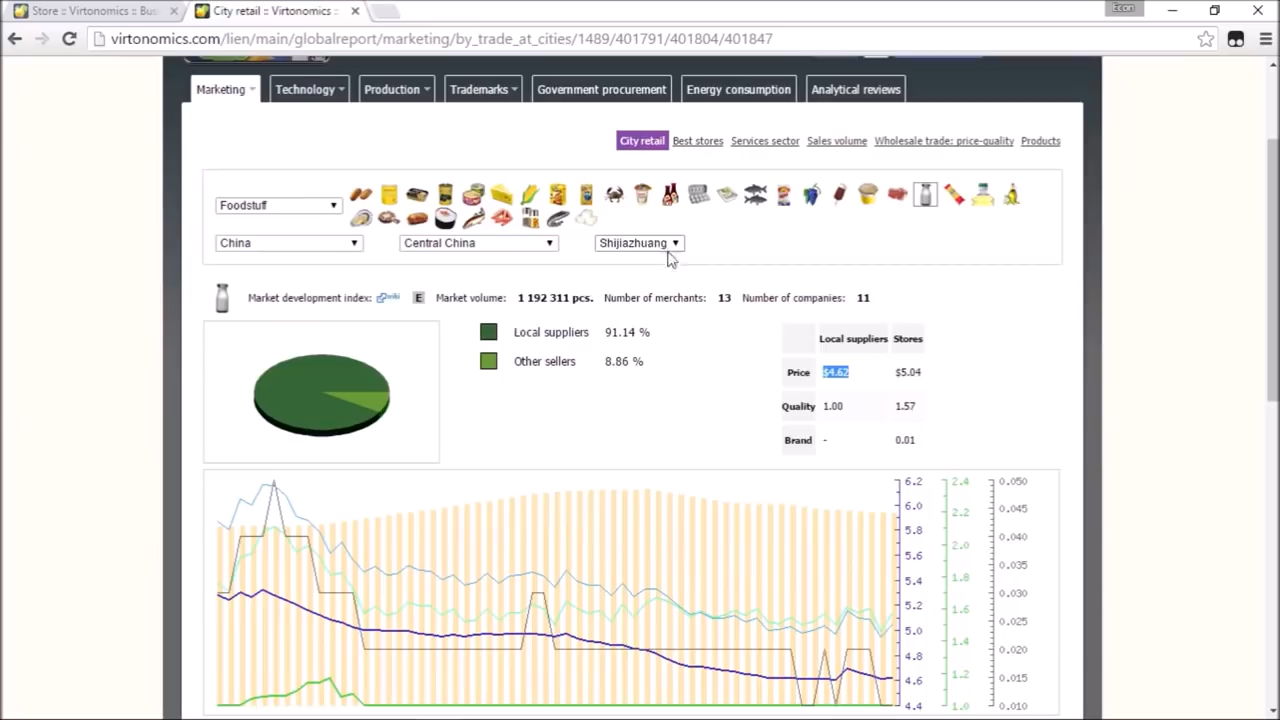 Store :: Virtonomics :: Bus
City retail :: Virtonomics ::
Econ
virtonomics.com/lien/main/globalreport/marketing/by_trade_at_cities/1489/401791/401804/401847
Marketing Technology Production Trademarks Government procurement Energy consumption Analytical reviews
City retail Best stores Services sector Sales volume Wholesale trade: price-quality Products
Foodstuff
China Central China Shijiazhuang
Market development index: wiki E Market volume: 1 192 311 pcs. Number of merchants: 13 Number of companies: 11
Local suppliers 91.14 %
Other sellers 8.86 %
Local suppliers Stores
Price $4.62 $5.04
Quality 1.00 1.57
Brand - 0.01
6.2 2.4 0.050
6.0 0.045
5.8 2.2 0.040
5.6 2.0 0.035
5.4 1.8 0.030
5.2 1.6 0.025
5.0 1.4 0.020
4.8 1.2 0.015
4.6
4.4 1.0 0.010